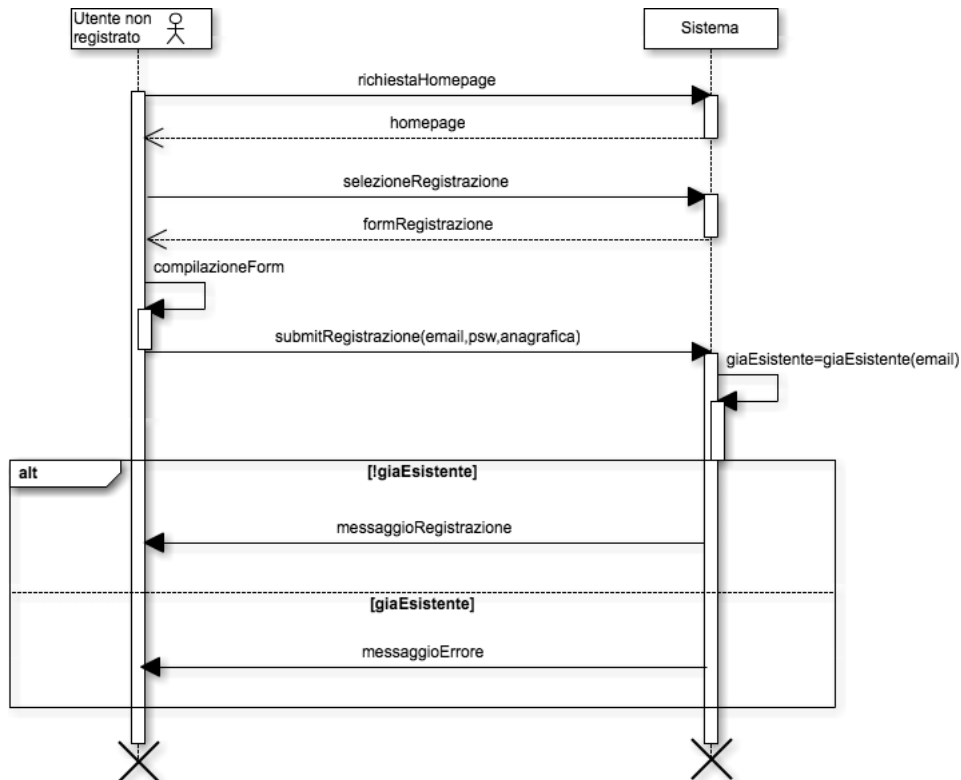 Utente non
registrato
Sistema
richiestaHomepage
homepage
selezioneRegistrazione
formRegistrazione
compilazioneForm
submitRegistrazione(email,psw,anagrafica)
giaEsistente=giaEsistente(email)
alt
[!giaEsistente]
messaggioRegistrazione
[giaEsistente]
messaggioErrore